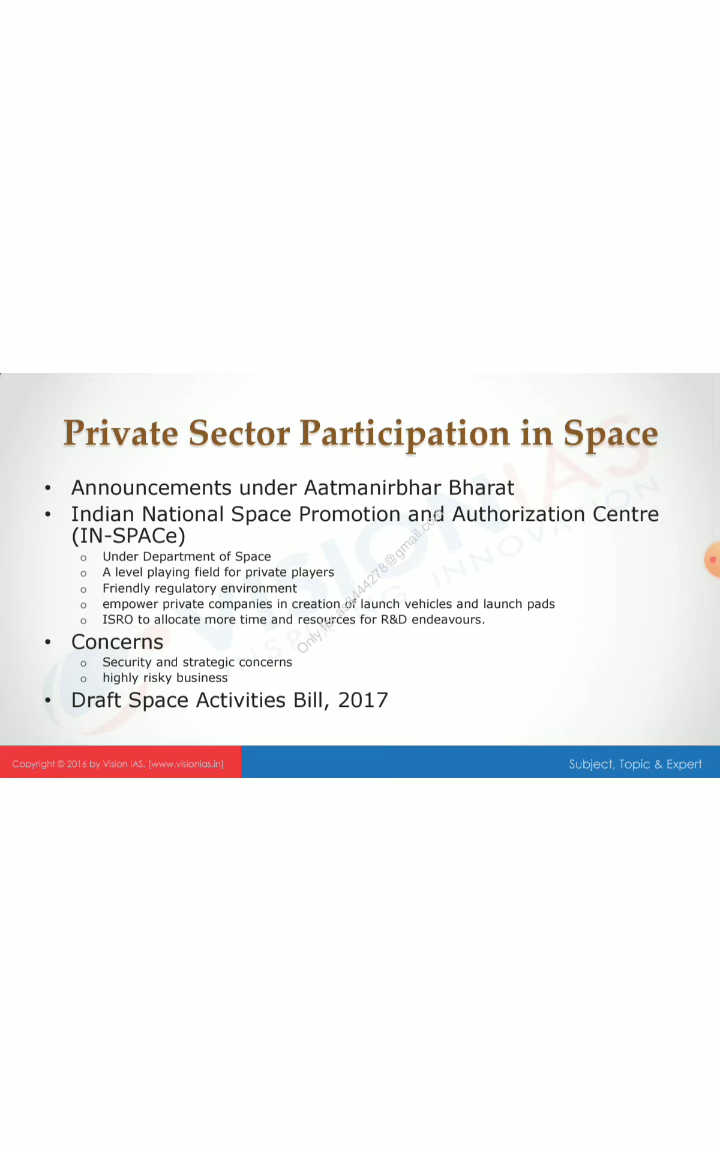 Private Sector Participation in Space
• Announcements under Aatmanirbhar Bharat
• Indian National Space Promotion and Authorization Centre
(IN-SPACe)
o Under Department of Space
o A level playing field for private players
o Friendly regulatory environment
o empower private companies in creation of launch vehicles and launch pads
o ISRO to allocate more time and resources for R&D endeavours.
• Concerns
o Security and strategic concerns
o highly risky business
• Draft Space Activities Bill, 2017
VISIONIAS
INSPIRING INNOVATION
Copyright © 2016 by Vision IAS. [www.visionias.in]
Subject, Topic & Expert